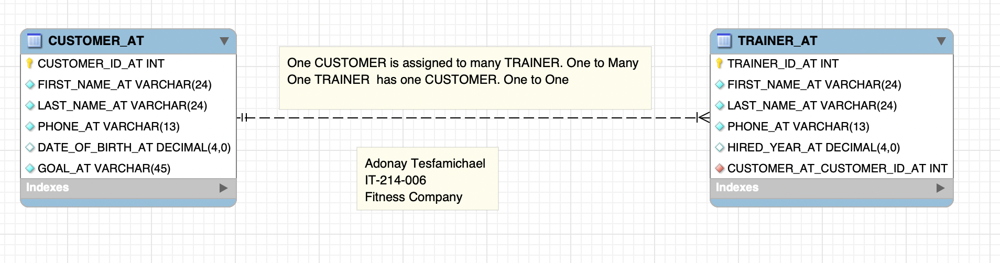 CUSTOMER_AT
CUSTOMER_ID_AT INT
FIRST_NAME_AT VARCHAR(24)
LAST_NAME_AT VARCHAR(24)
PHONE_AT VARCHAR(13)
DATE_OF_BIRTH_AT DECIMAL(4,0)
GOAL_AT VARCHAR(45)
Indexes
One CUSTOMER is assigned to many TRAINER. One to Many
One TRAINER  has one CUSTOMER. One to One
Adonay Tesfamichael
IT-214-006
Fitness Company
TRAINER_AT
TRAINER_ID_AT INT
FIRST_NAME_AT VARCHAR(24)
LAST_NAME_AT VARCHAR(24)
PHONE_AT VARCHAR(13)
HIRED_YEAR_AT DECIMAL(4,0)
CUSTOMER_AT_CUSTOMER_ID_AT INT
Indexes